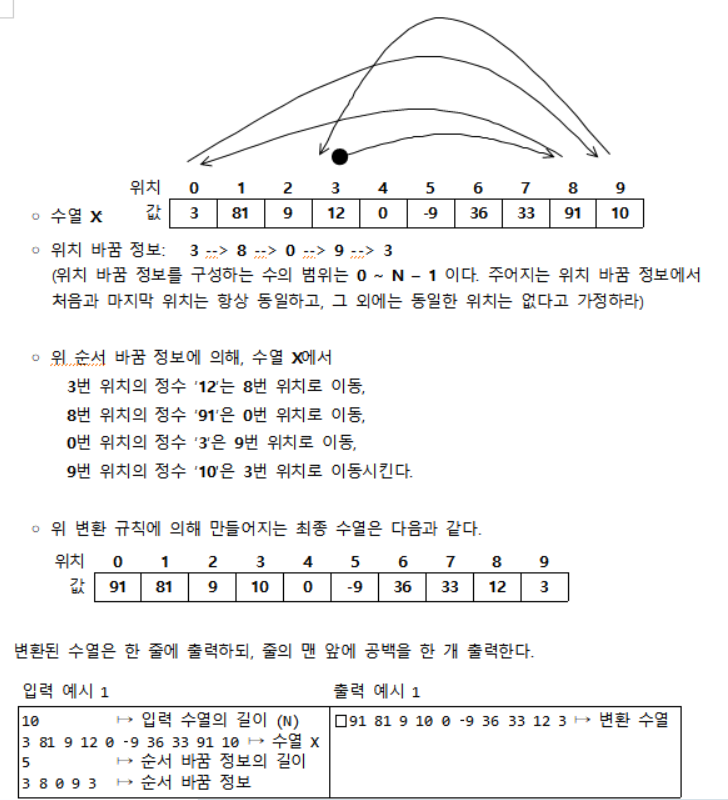 위치 0 1 2 3 4 5 6 7 8 9
○ 수열 X 값 3 81 9 12 0 -9 36 33 91 10
○ 위치 바꿈 정보: 3 --> 8 --> 0 --> 9 --> 3
(위치 바꿈 정보를 구성하는 수의 범위는 0 ~ N – 1 이다. 주어지는 위치 바꿈 정보에서
처음과 마지막 위치는 항상 동일하고, 그 외에는 동일한 위치는 없다고 가정하라)
○ 위 순서 바꿈 정보에 의해, 수열 X에서
3번 위치의 정수 '12'는 8번 위치로 이동,
8번 위치의 정수 '91'은 0번 위치로 이동,
0번 위치의 정수 '3'은 9번 위치로 이동,
9번 위치의 정수 '10'은 3번 위치로 이동시킨다.
○ 위 변환 규칙에 의해 만들어지는 최종 수열은 다음과 같다.
위치 0 1 2 3 4 5 6 7 8 9
값 91 81 9 10 0 -9 36 33 12 3
변환된 수열은 한 줄에 출력하되, 줄의 맨 앞에 공백을 한 개 출력한다.
입력 예시 1
10 ↦ 입력 수열의 길이 (N)
3 81 9 12 0 -9 36 33 91 10 ↦ 수열 X
5 ↦ 순서 바꿈 정보의 길이
3 8 0 9 3 ↦ 순서 바꿈 정보
출력 예시 1
□91 81 9 10 0 -9 36 33 12 3 ↦ 변환 수열